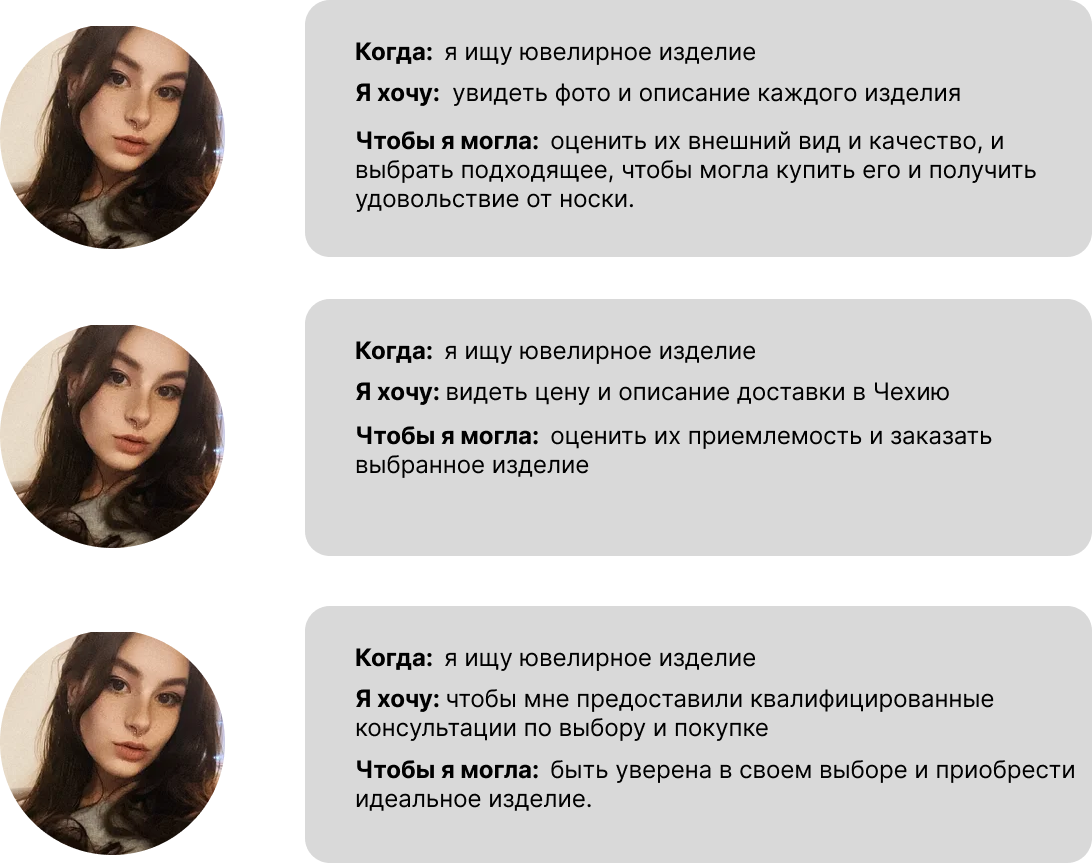 Когда: я ищу ювелирное изделие
Я хочу: увидеть фото и описание каждого изделия
Чтобы я могла: оценить их внешний вид и качество, и
выбрать подходящее, чтобы могла купить его и получить
удовольствие от носки.
Когда: я ищу ювелирное изделие
Я хочу: видеть цену и описание доставки в Чехию
Чтобы я могла: оценить их приемлемость и заказать
выбранное изделие
Когда: я ищу ювелирное изделие
Я хочу: чтобы мне предоставили квалифицированные
консультации по выбору и покупке
Чтобы я могла: быть уверена в своем выборе и приобрести
идеальное изделие.